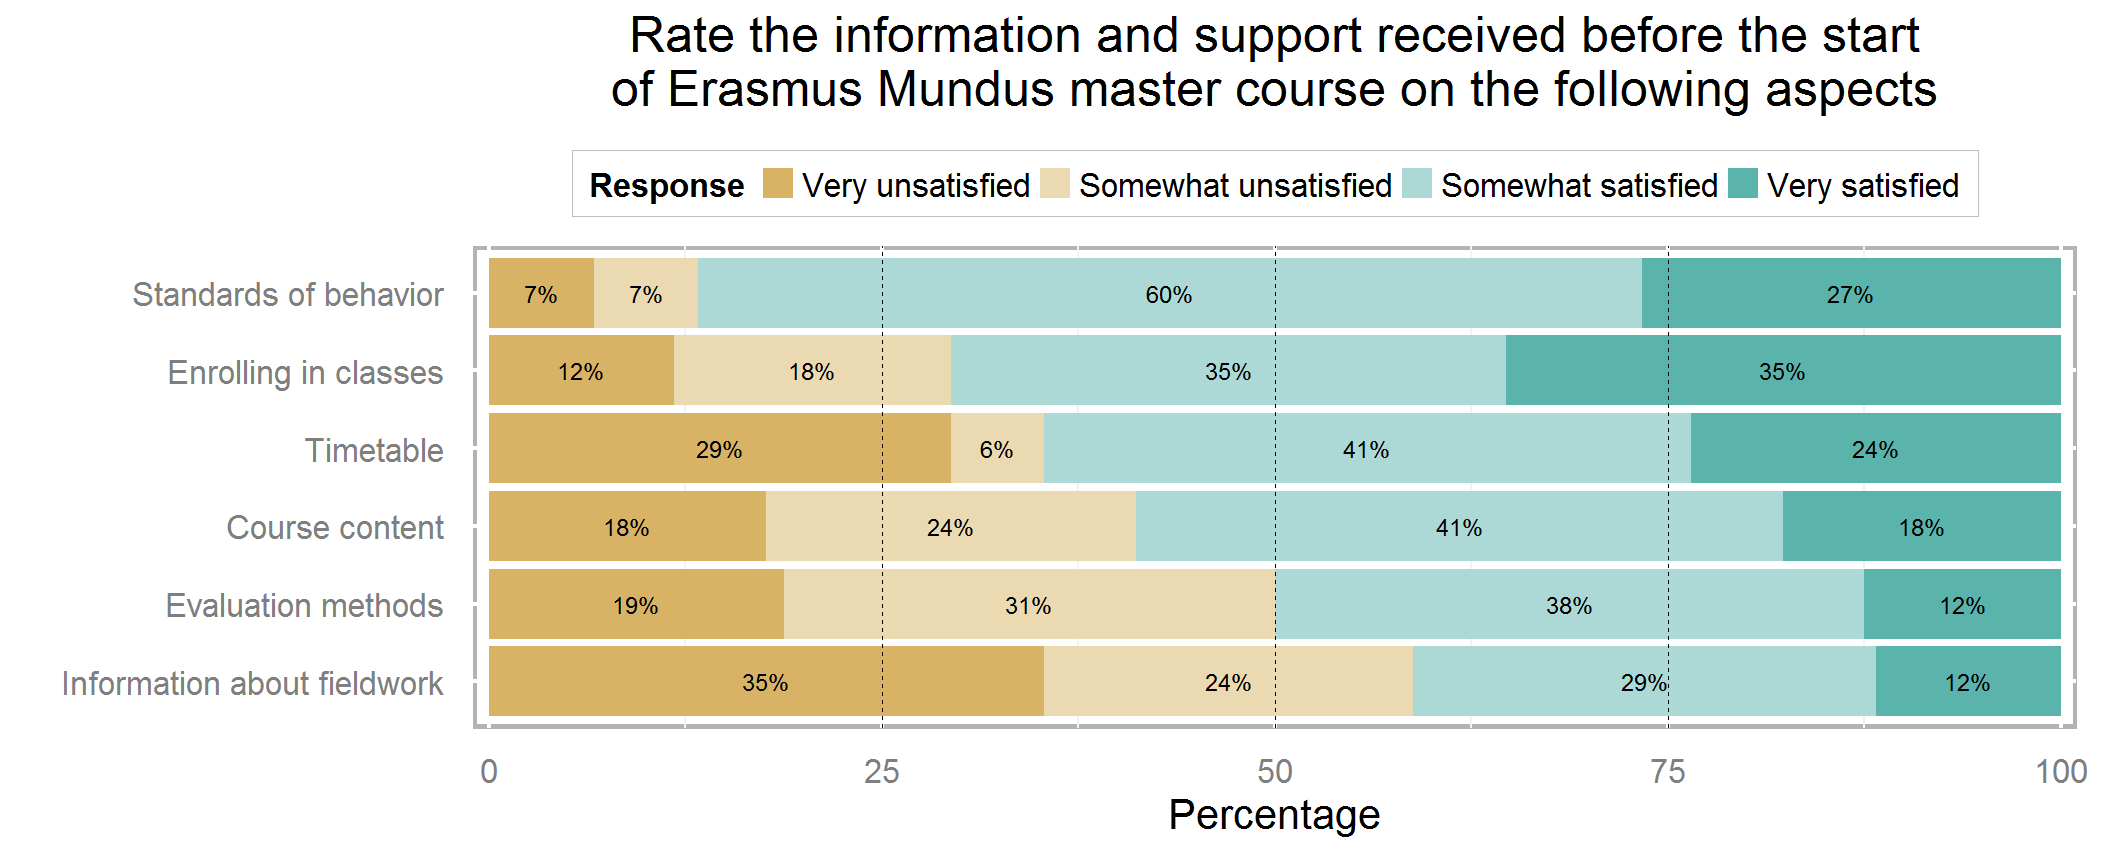 Rate the information and support received before the start
of Erasmus Mundus master course on the following aspects
Response Very unsatisfied Somewhat unsatisfied Somewhat satisfied Very satisfied
Standards of behavior 7% 7% 60% 27%
Enrolling in classes 12% 18% 35% 35%
Timetable 29% 6% 41% 24%
Course content 18% 24% 41% 18%
Evaluation methods 19% 31% 38% 12%
Information about fieldwork 35% 24% 29% 12%
0 25 50 75 100
Percentage